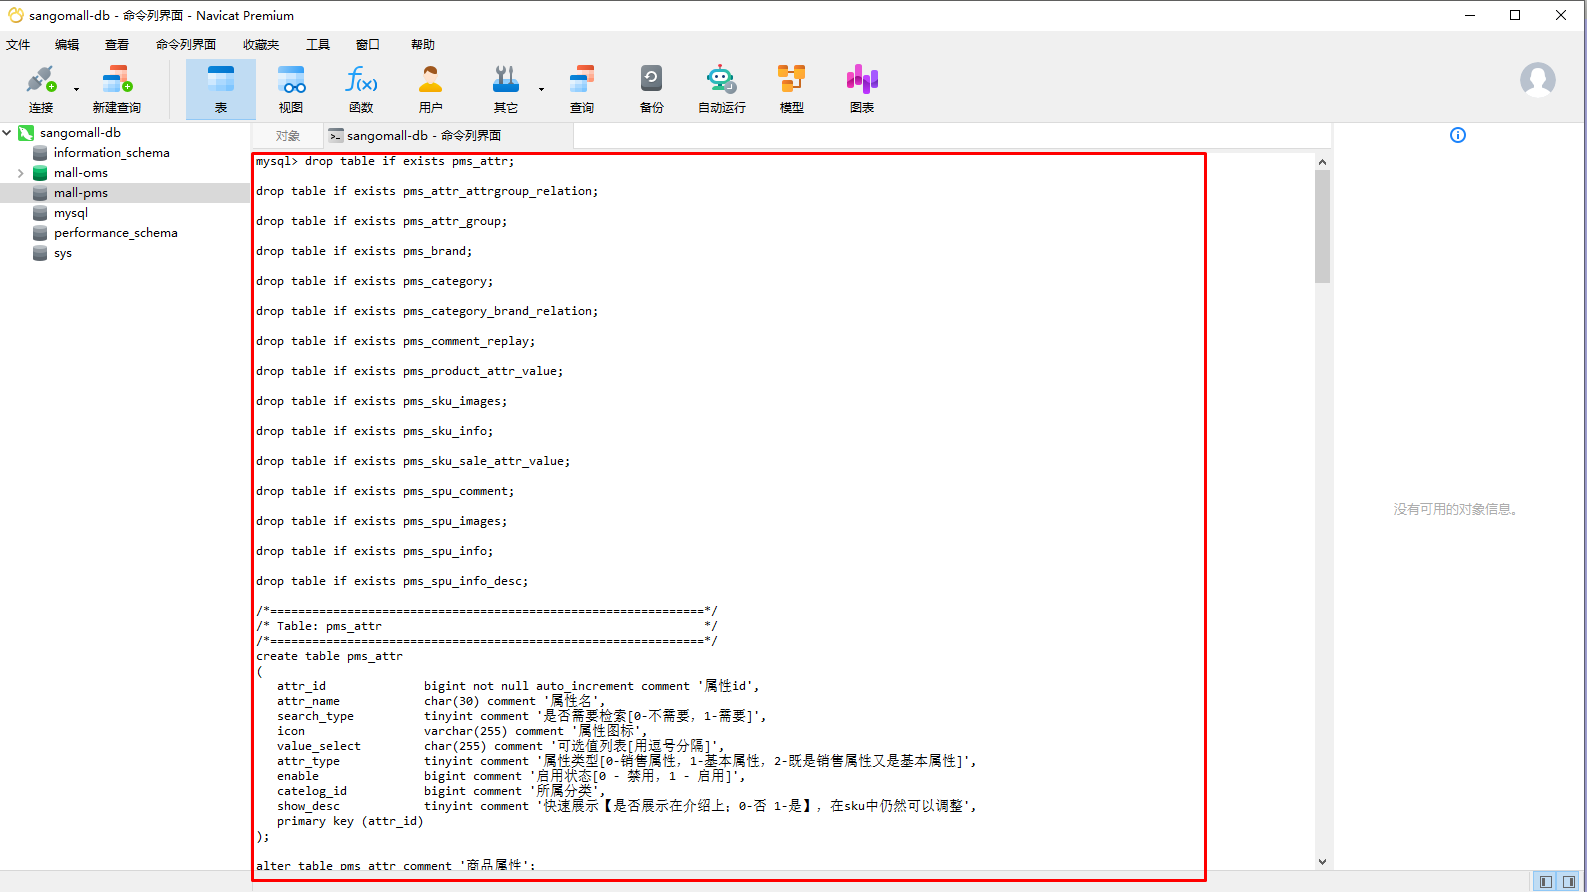 sangomall-db - 命令列界面 - Navicat Premium
文件 编辑 查看 命令列界面 收藏夹 工具 窗口 帮助
连接 新建查询 表 视图 函数 用户 其它 查询 备份 自动运行 模型 图表
sangomall-db
information_schema
mall-oms
mall-pms
mysql
performance_schema
sys
对象 sangomall-db - 命令列界面
mysql> drop table if exists pms_attr;
drop table if exists pms_attr_attrgroup_relation;
drop table if exists pms_attr_group;
drop table if exists pms_brand;
drop table if exists pms_category;
drop table if exists pms_category_brand_relation;
drop table if exists pms_comment_replay;
drop table if exists pms_product_attr_value;
drop table if exists pms_sku_images;
drop table if exists pms_sku_info;
drop table if exists pms_sku_sale_attr_value;
drop table if exists pms_spu_comment;
drop table if exists pms_spu_images;
drop table if exists pms_spu_info;
drop table if exists pms_spu_info_desc;
/*==============================================================*/
/* Table: pms_attr                                              */
/*==============================================================*/
create table pms_attr
(
   attr_id              bigint not null auto_increment comment '属性id',
   attr_name            char(30) comment '属性名',
   search_type          tinyint comment '是否需要检索[0-不需要，1-需要]',
   icon                 varchar(255) comment '属性图标',
   value_select         char(255) comment '可选值列表[用逗号分隔]',
   attr_type            tinyint comment '属性类型[0-销售属性，1-基本属性，2-既是销售属性又是基本属性]',
   enable               bigint comment '启用状态[0 - 禁用，1 - 启用]',
   catelog_id           bigint comment '所属分类',
   show_desc            tinyint comment '快速展示【是否展示在介绍上；0-否 1-是】，在sku中仍然可以调整',
   primary key (attr_id)
);
alter table pms_attr comment '商品属性';
没有可用的对象信息。